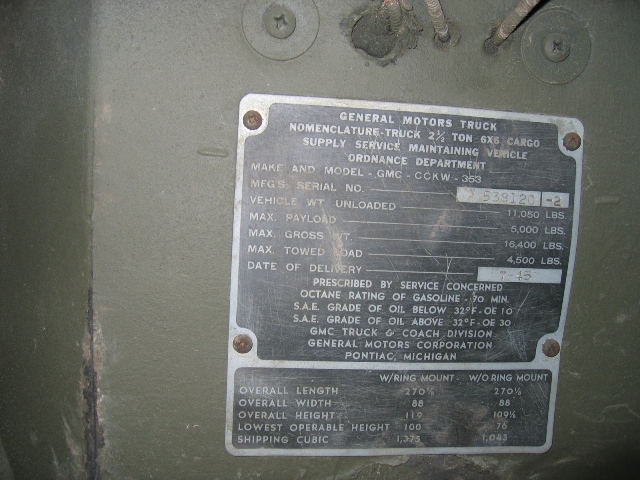 GENERAL MOTORS TRUCK
NOMENCLATURE-TRUCK 2½ TON 6X6 CARGO
SUPPLY SERVICE MAINTAINING VEHICLE
ORDNANCE DEPARTMENT
MAKE AND MODEL - GMC - CCKW - 353
MFG'S SERIAL NO. 539120 -2
VEHICLE WT UNLOADED 11,050 LBS.
MAX. PAYLOAD 5,000 LBS.
MAX. GROSS WT. 16,400 LBS.
MAX. TOWED LOAD 4,500 LBS.
DATE OF DELIVERY
PRESCRIBED BY SERVICE CONCERNED
OCTANE RATING OF GASOLINE - 70 MIN.
S.A.E. GRADE OF OIL BELOW 32°F - OE 10
S.A.E. GRADE OF OIL ABOVE 32°F - OE 30
GMC TRUCK & COACH DIVISION
GENERAL MOTORS CORPORATION
PONTIAC, MICHIGAN
W/RING MOUNT - W/O RING MOUNT
OVERALL LENGTH 270⅛ 270⅛
OVERALL WIDTH 88 88
OVERALL HEIGHT 119 109⅛
LOWEST OPERABLE HEIGHT 100 76
SHIPPING CUBIC 1,375 1,043